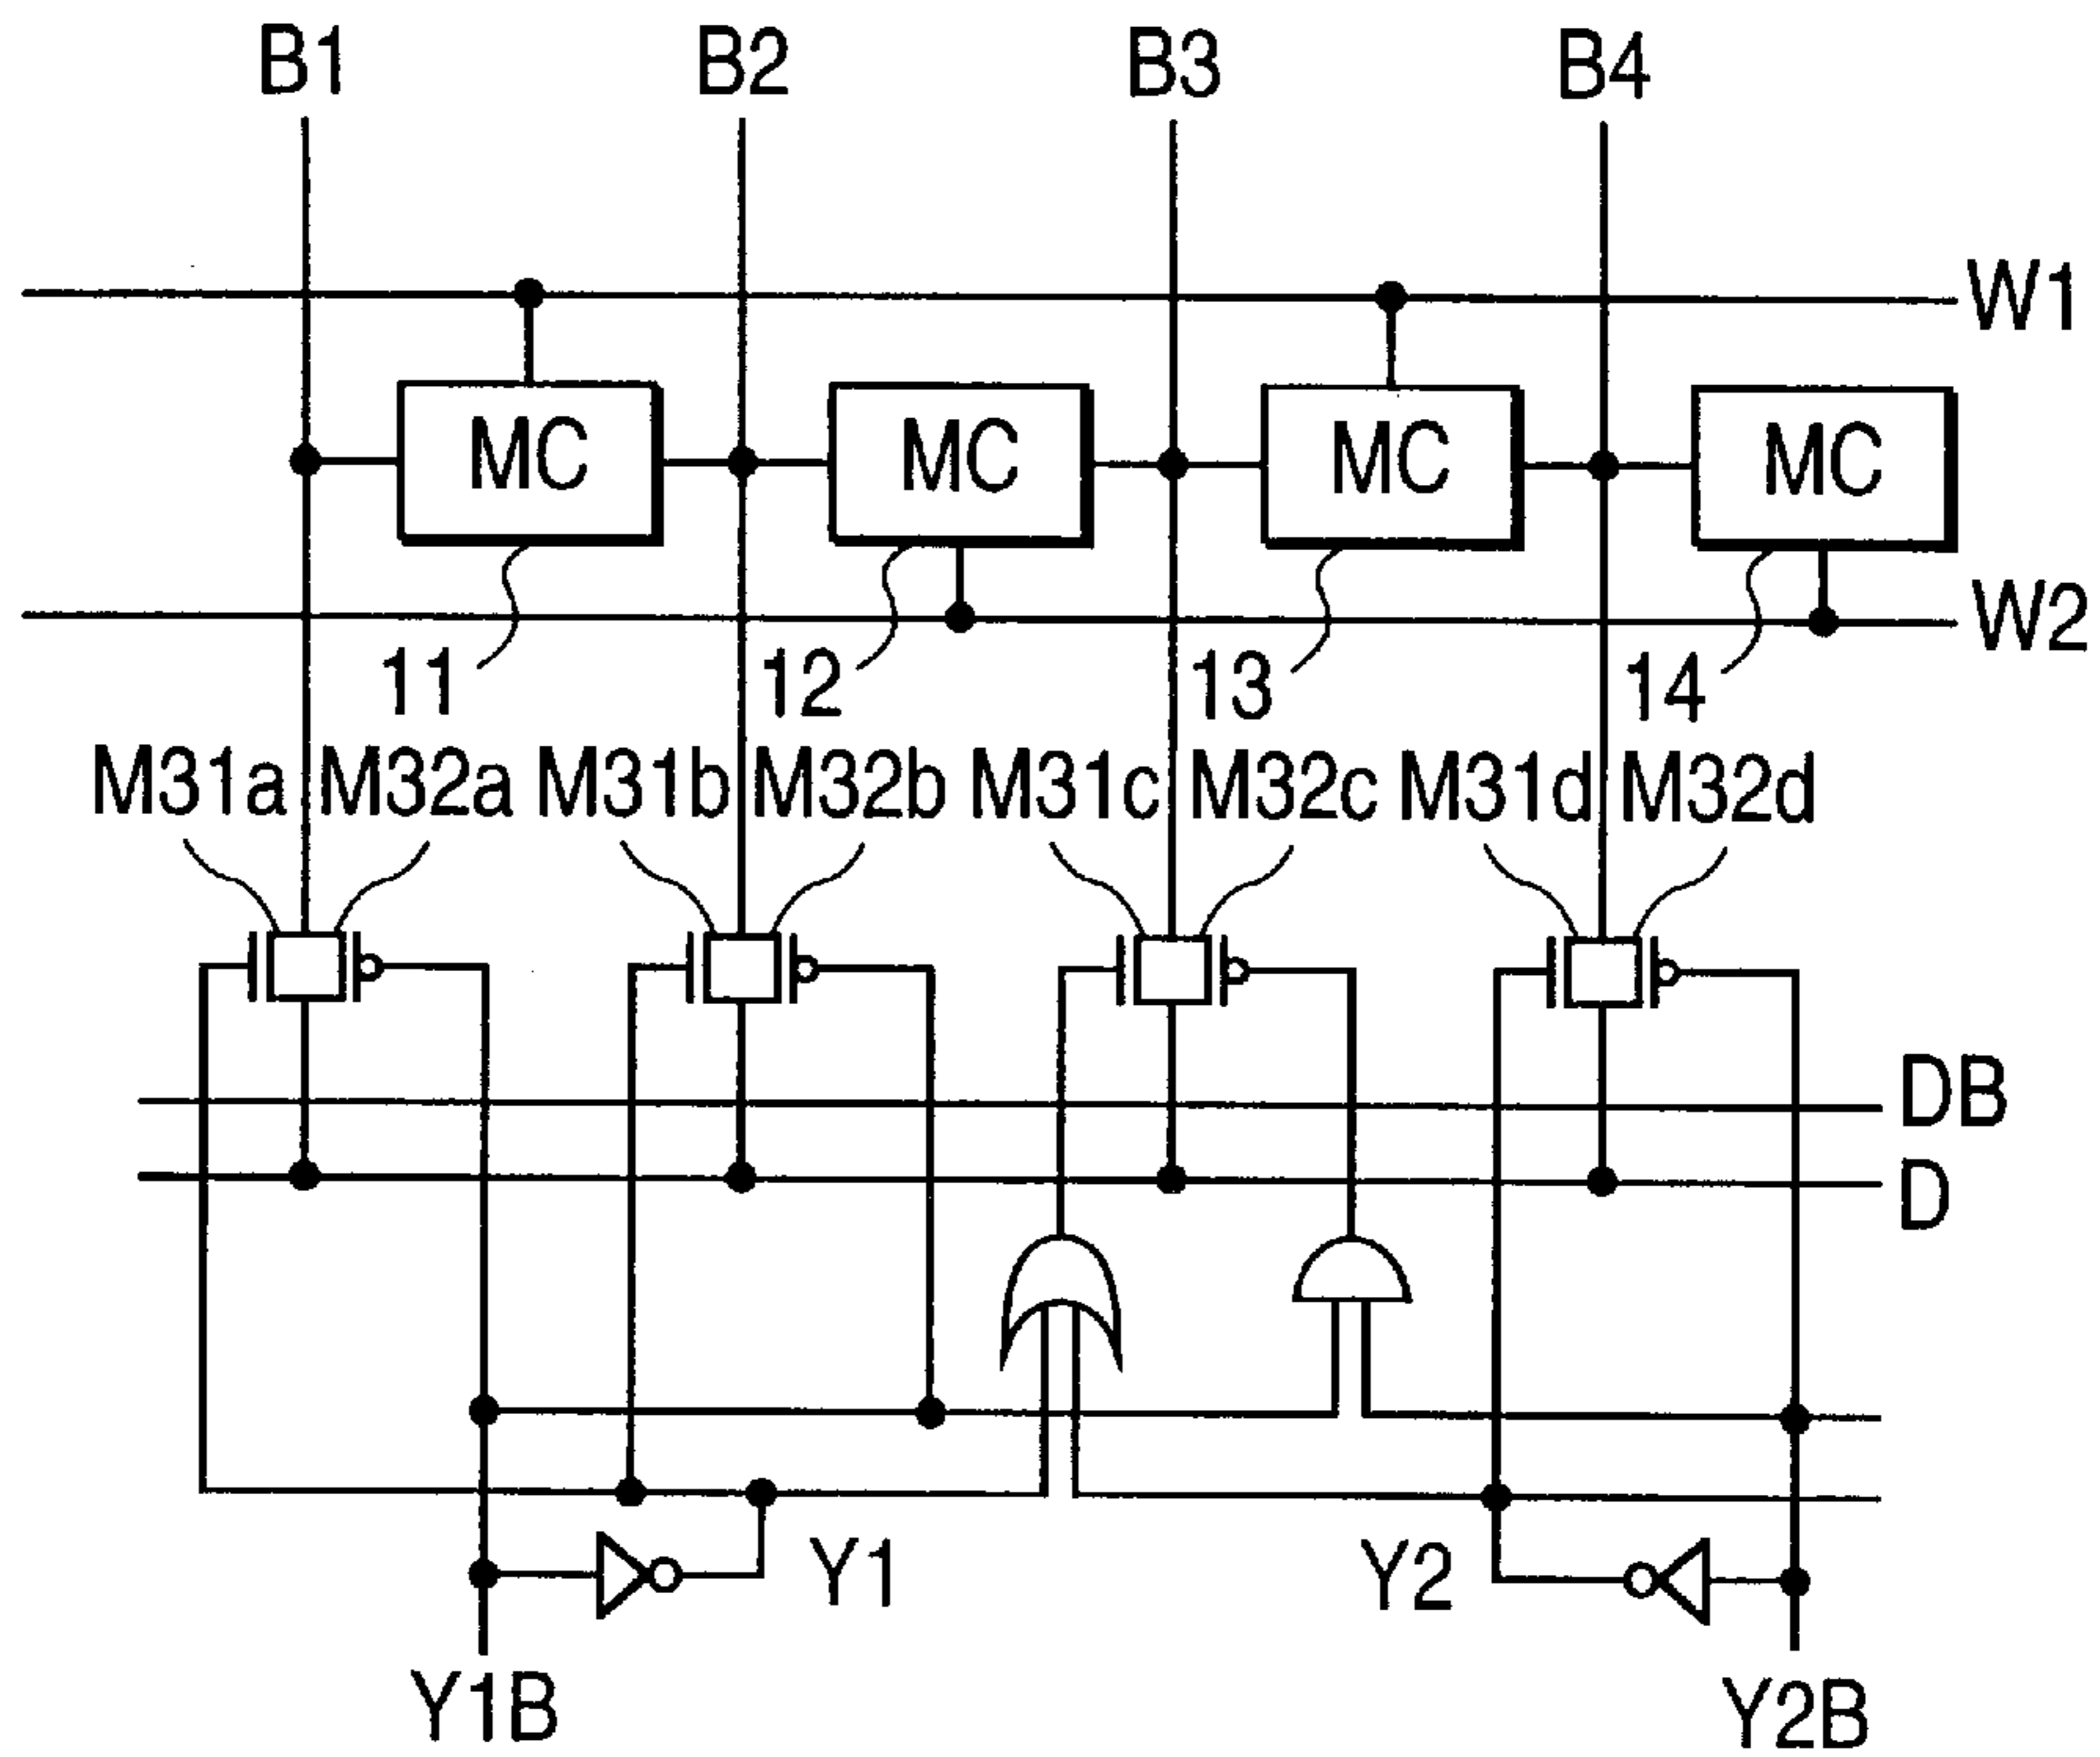 B1 B2 B3 B4
W1
MC MC MC MC
W2
11 12 13 14
M31a M32a M31b M32b M31c M32c M31d M32d
DB
D
Y1 Y2
Y1B Y2B